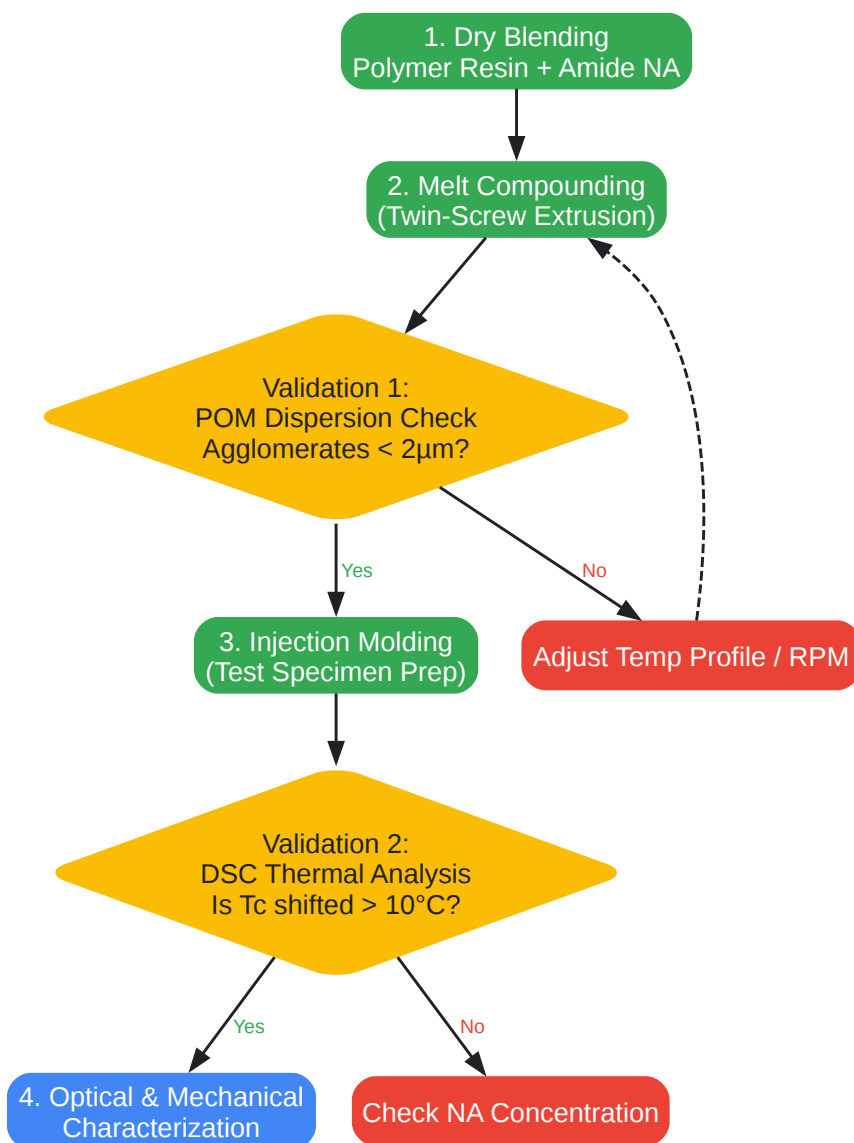 1. Dry Blending
Polymer Resin + Amide NA
2. Melt Compounding
(Twin-Screw Extrusion)
Validation 1:
POM Dispersion Check
Agglomerates < 2µm?
Yes
No
3. Injection Molding
(Test Specimen Prep)
Adjust Temp Profile / RPM
Validation 2:
DSC Thermal Analysis
Is Tc shifted > 10°C?
Yes
No
4. Optical & Mechanical
Characterization
Check NA Concentration